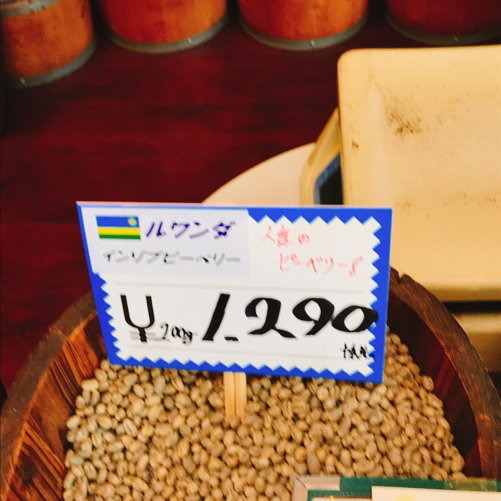 ルワンダ
インゾブピーベリー
人気の
ピーベリー!
¥200g 1,290
税込